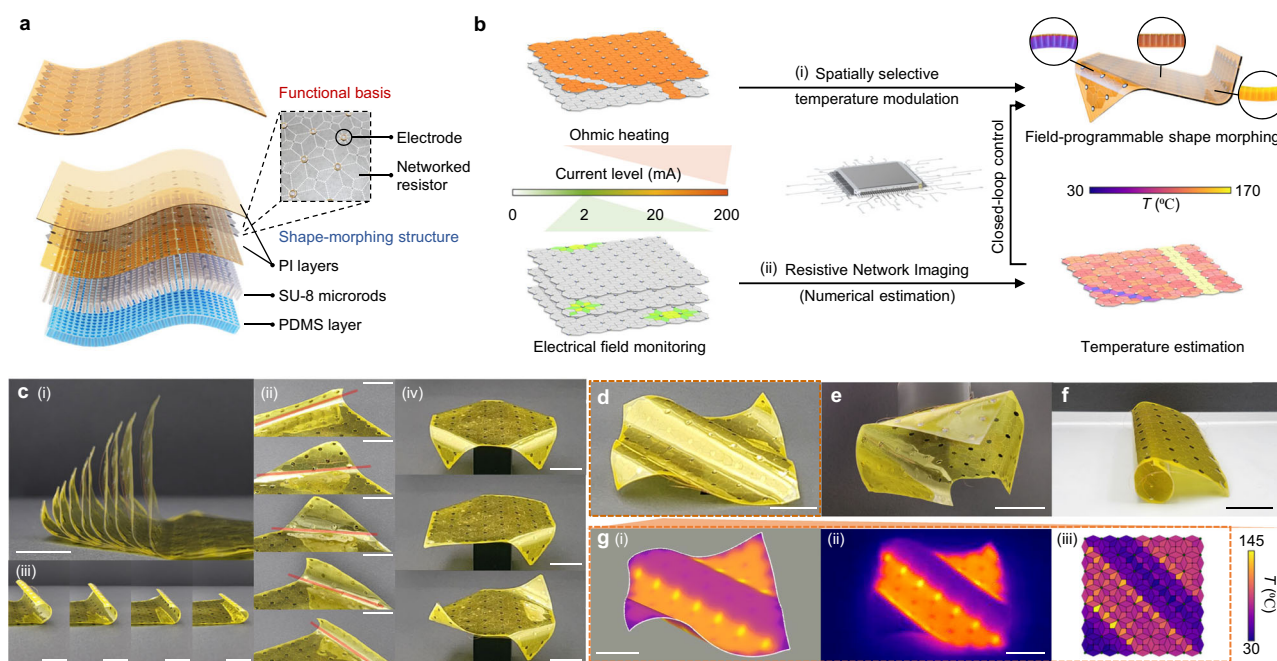 a
Functional basis
Electrode
Networked
resistor
Shape-morphing structure
PI layers
SU-8 microrods
PDMS layer
b
Ohmic heating
Current level (mA)
0 2 20 200
Electrical field monitoring
(i) Spatially selective
temperature modulation
(ii) Resistive Network Imaging
(Numerical estimation)
Closed-loop control
Field-programmable shape morphing
30 170
T (ºC)
Temperature estimation
c (i)
(ii)
(iii)
(iv)
d
e
f
g (i)
(ii)
(iii)
145
T (ºC)
30